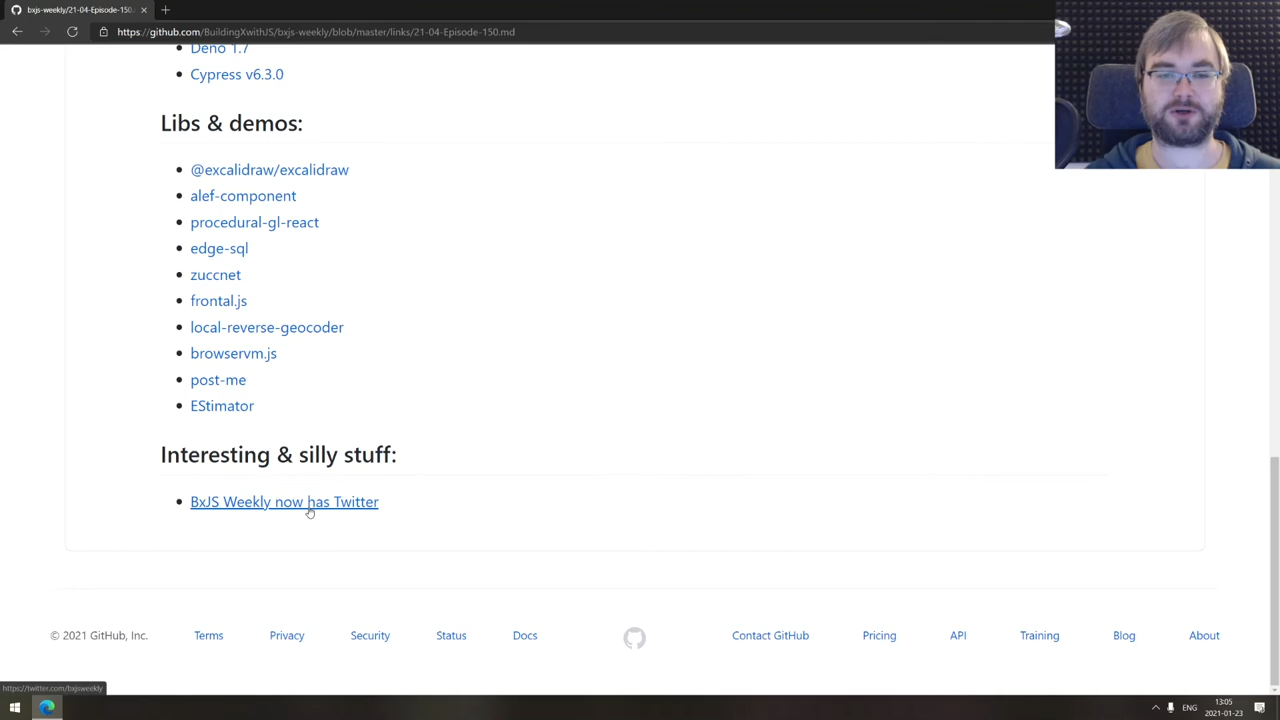 bxjs-weekly/21-04-Episode-150.
https://github.com/BuildingXwithJS/bxjs-weekly/blob/master/links/21-04-Episode-150.md
Deno 1.7
Cypress v6.3.0
Libs & demos:
@excalidraw/excalidraw
alef-component
procedural-gl-react
edge-sql
zuccnet
frontal.js
local-reverse-geocoder
browservm.js
post-me
EStimator
Interesting & silly stuff:
BxJS Weekly now has Twitter
© 2021 GitHub, Inc. Terms Privacy Security Status Docs Contact GitHub Pricing API Training Blog About
https://twitter.com/bxjsweekly
ENG 13:05
2021-01-23